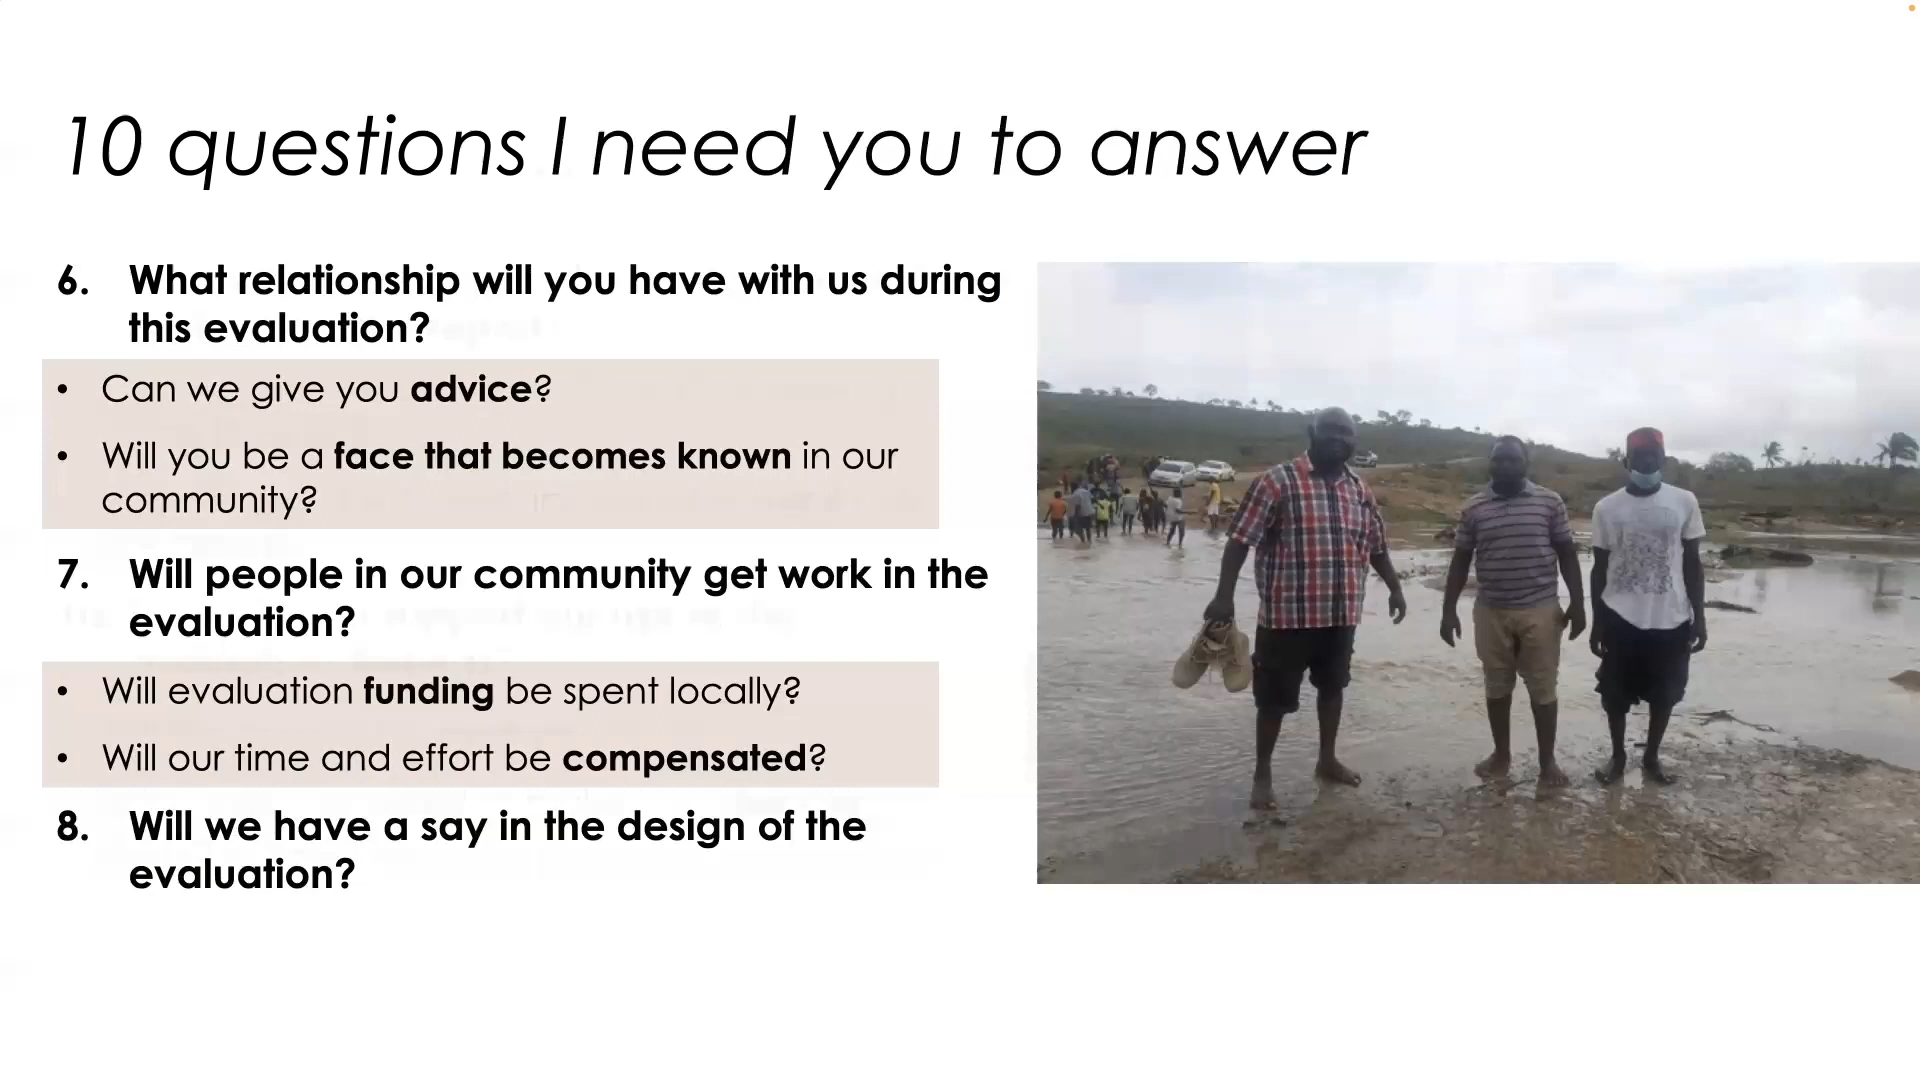 10 questions I need you to answer
6. What relationship will you have with us during
this evaluation?
• Can we give you advice?
• Will you be a face that becomes known in our
community?
7. Will people in our community get work in the
evaluation?
• Will evaluation funding be spent locally?
• Will our time and effort be compensated?
8. Will we have a say in the design of the
evaluation?